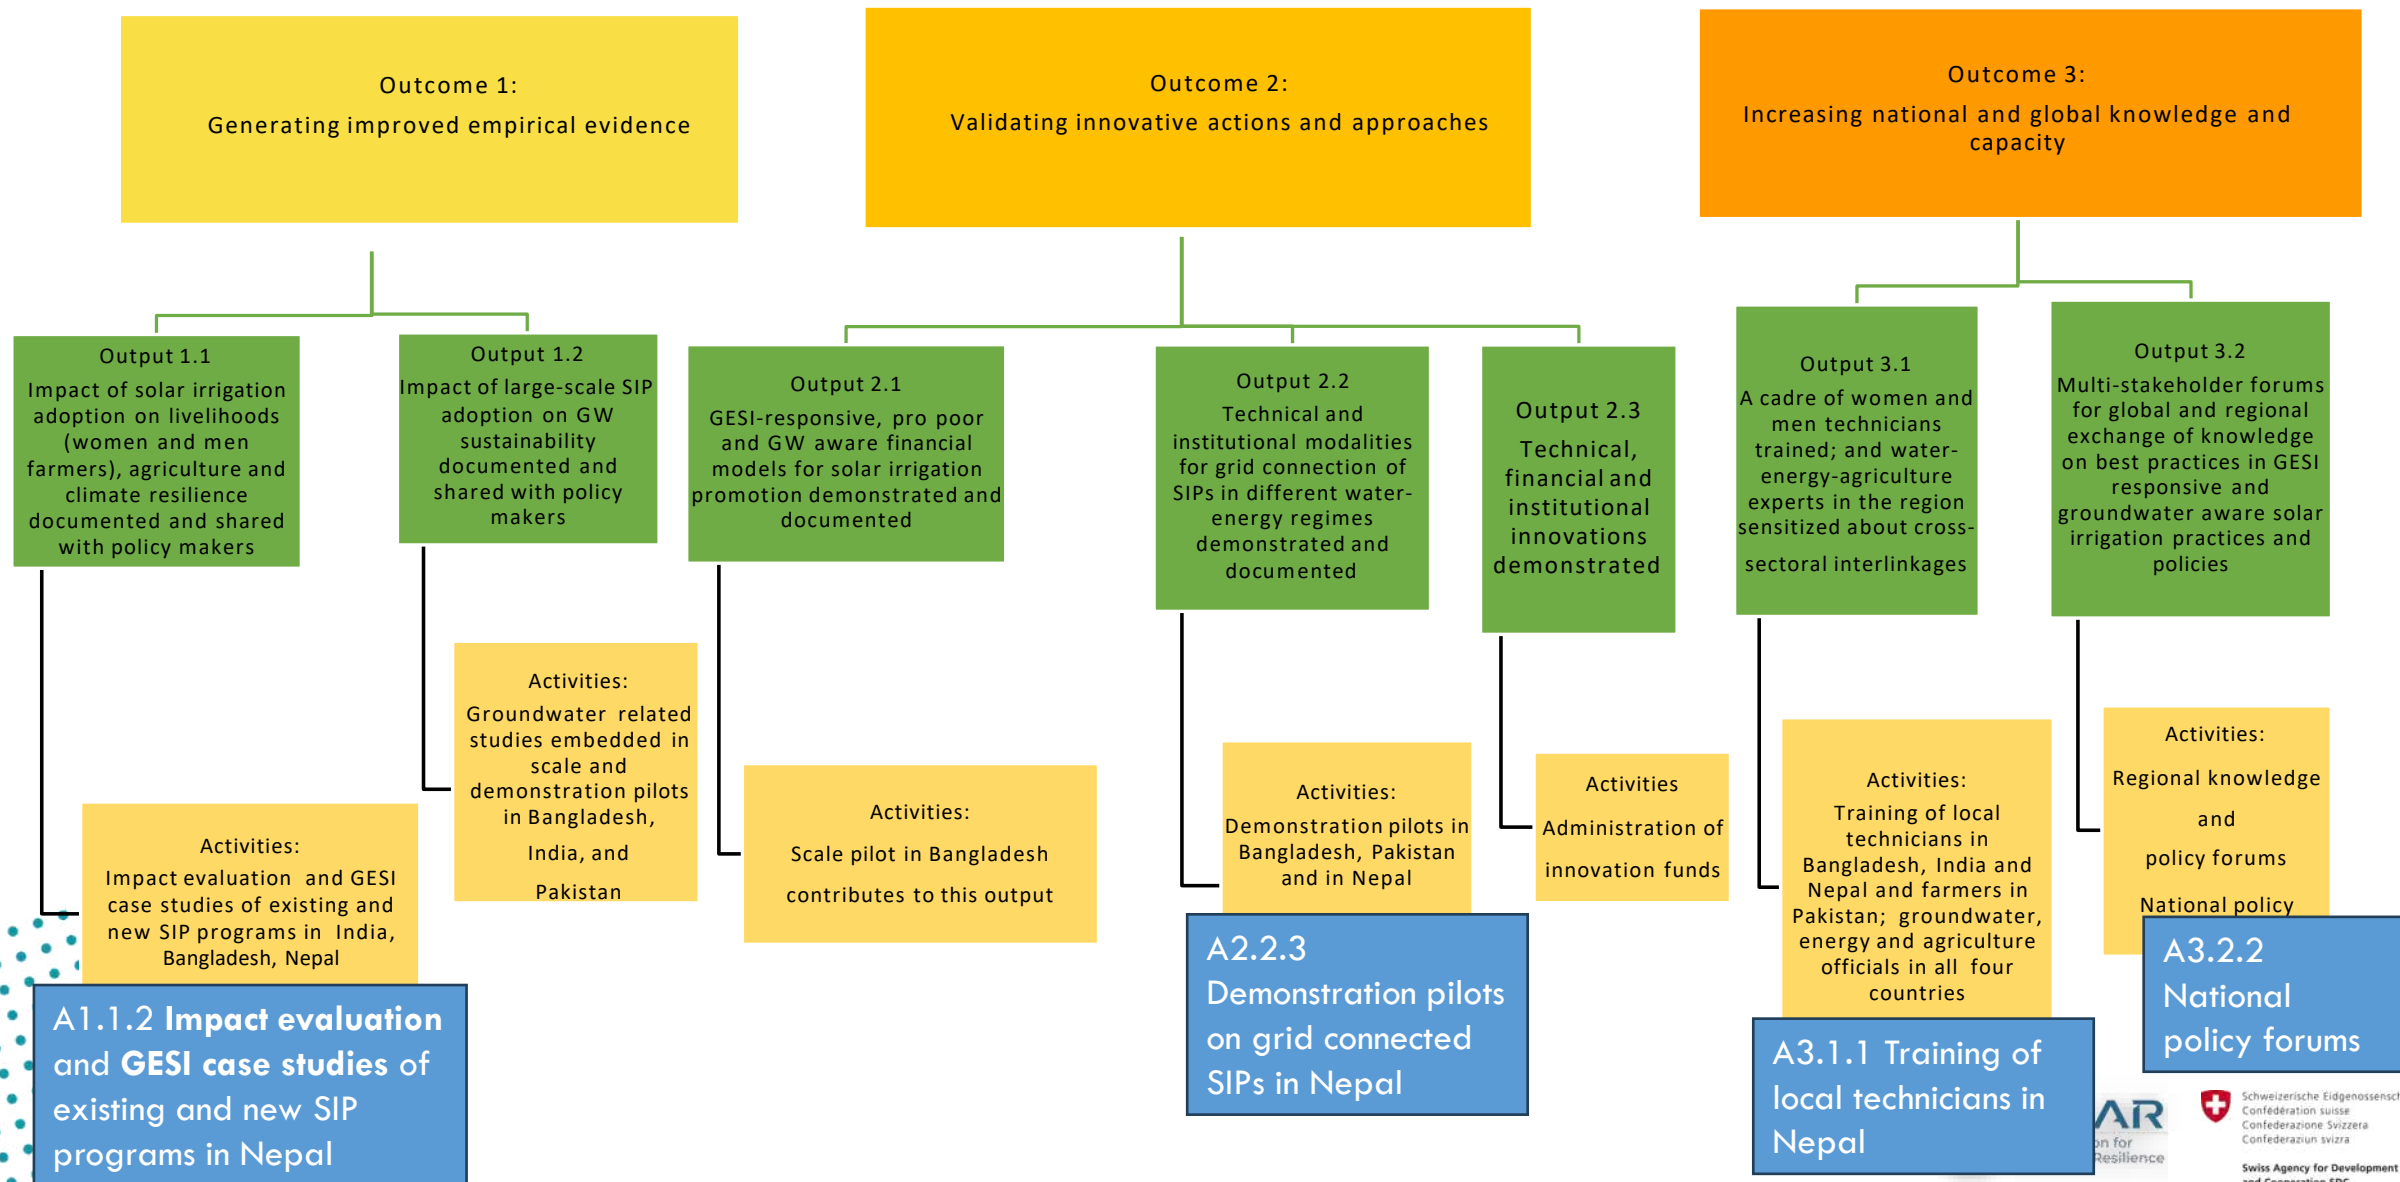 Outcome 1:
Generating improved empirical evidence
Outcome 2:
Validating innovative actions and approaches
Outcome 3:
Increasing national and global knowledge and
capacity
Output 1.1
Impact of solar irrigation
adoption on livelihoods
(women and men
farmers), agriculture and
climate resilience
documented and shared
with policy makers
Output 1.2
Impact of large-scale SIP
adoption on GW
sustainability
documented and
shared with policy
makers
Output 2.1
GESI-responsive, pro poor
and GW aware financial
models for solar irrigation
promotion demonstrated and
documented
Output 2.2
Technical and
institutional modalities
for grid connection of
SIPs in different water-
energy regimes
demonstrated and
documented
Output 2.3
Technical,
financial and
institutional
innovations
demonstrated
Output 3.1
A cadre of women and
men technicians
trained; and water-
energy-agriculture
experts in the region
sensitized about cross-
sectoral interlinkages
Output 3.2
Multi-stakeholder forums
for global and regional
exchange of knowledge
on best practices in GESI
responsive and
groundwater aware solar
irrigation practices and
policies
Activities:
Impact evaluation and GESI
case studies of existing and
new SIP programs in India,
Bangladesh, Nepal
Activities:
Groundwater related
studies embedded in
scale and
demonstration pilots
in Bangladesh,
India, and
Pakistan
Activities:
Scale pilot in Bangladesh
contributes to this output
Activities:
Demonstration pilots in
Bangladesh, Pakistan
and in Nepal
Activities
Administration of
innovation funds
Activities:
Training of local
technicians in
Bangladesh, India and
Nepal and farmers in
Pakistan; groundwater,
energy and agriculture
officials in all four
countries
Activities:
Regional knowledge
and
policy forums
National policy
A1.1.2 Impact evaluation
and GESI case studies of
existing and new SIP
programs in Nepal
A2.2.3
Demonstration pilots
on grid connected
SIPs in Nepal
A3.1.1 Training of
local technicians in
Nepal
A3.2.2
National
policy forums
AR
on for
Resilience
Schweizerische Eidgenossensch
Confédération suisse
Confederazione Svizzera
Confederaziun svizra
Swiss Agency for Development
and Cooperation SDC